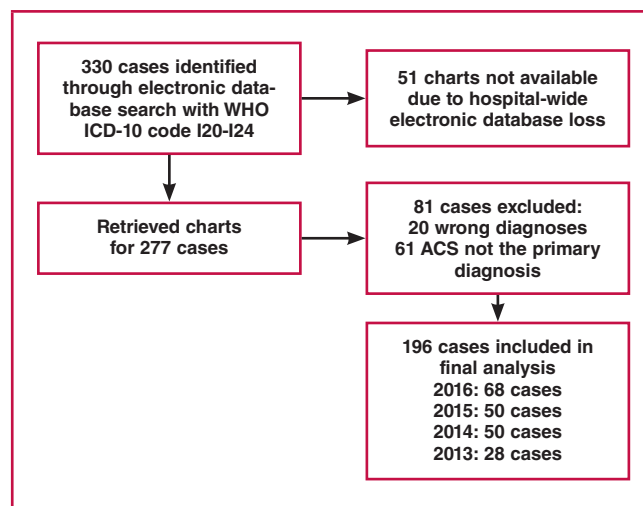 330 cases identified
through electronic data-
base search with WHO
ICD-10 code I20-I24
51 charts not available
due to hospital-wide
electronic database loss
Retrieved charts
for 277 cases
81 cases excluded:
20 wrong diagnoses
61 ACS not the primary
diagnosis
196 cases included in
final analysis
2016: 68 cases
2015: 50 cases
2014: 50 cases
2013: 28 cases